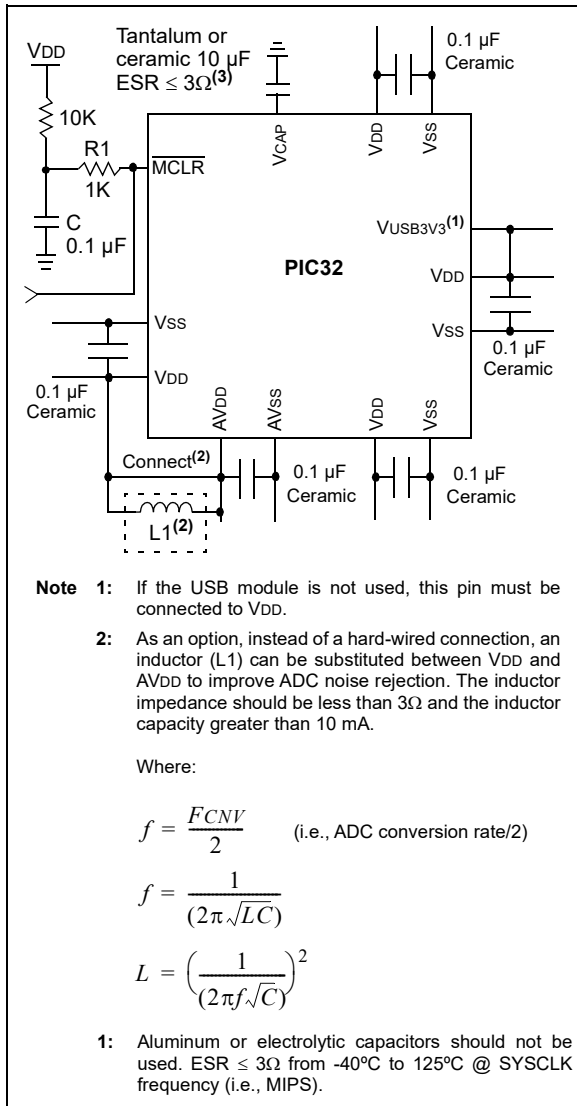 VDD
Tantalum or
ceramic 10 µF
ESR ≤ 3Ω(3)
0.1 µF
Ceramic
10K
R1
1K
MCLR
VCAP
VDD
VSS
C
0.1 µF
VUSB3V3(1)
PIC32
VDD
VSS
VSS
VDD
0.1 µF
Ceramic
0.1 µF
Ceramic
AVDD
AVSS
VDD
VSS
Connect(2)
0.1 µF
Ceramic
0.1 µF
Ceramic
L1(2)
Note 1: If the USB module is not used, this pin must be
connected to VDD.
2: As an option, instead of a hard-wired connection, an
inductor (L1) can be substituted between VDD and
AVDD to improve ADC noise rejection. The inductor
impedance should be less than 3Ω and the inductor
capacity greater than 10 mA.
Where:
f = FCNV / 2 (i.e., ADC conversion rate/2)
f = 1 / (2π√LC)
L = (1 / (2πf√C))²
1: Aluminum or electrolytic capacitors should not be
used. ESR ≤ 3Ω from -40ºC to 125ºC @ SYSCLK
frequency (i.e., MIPS).